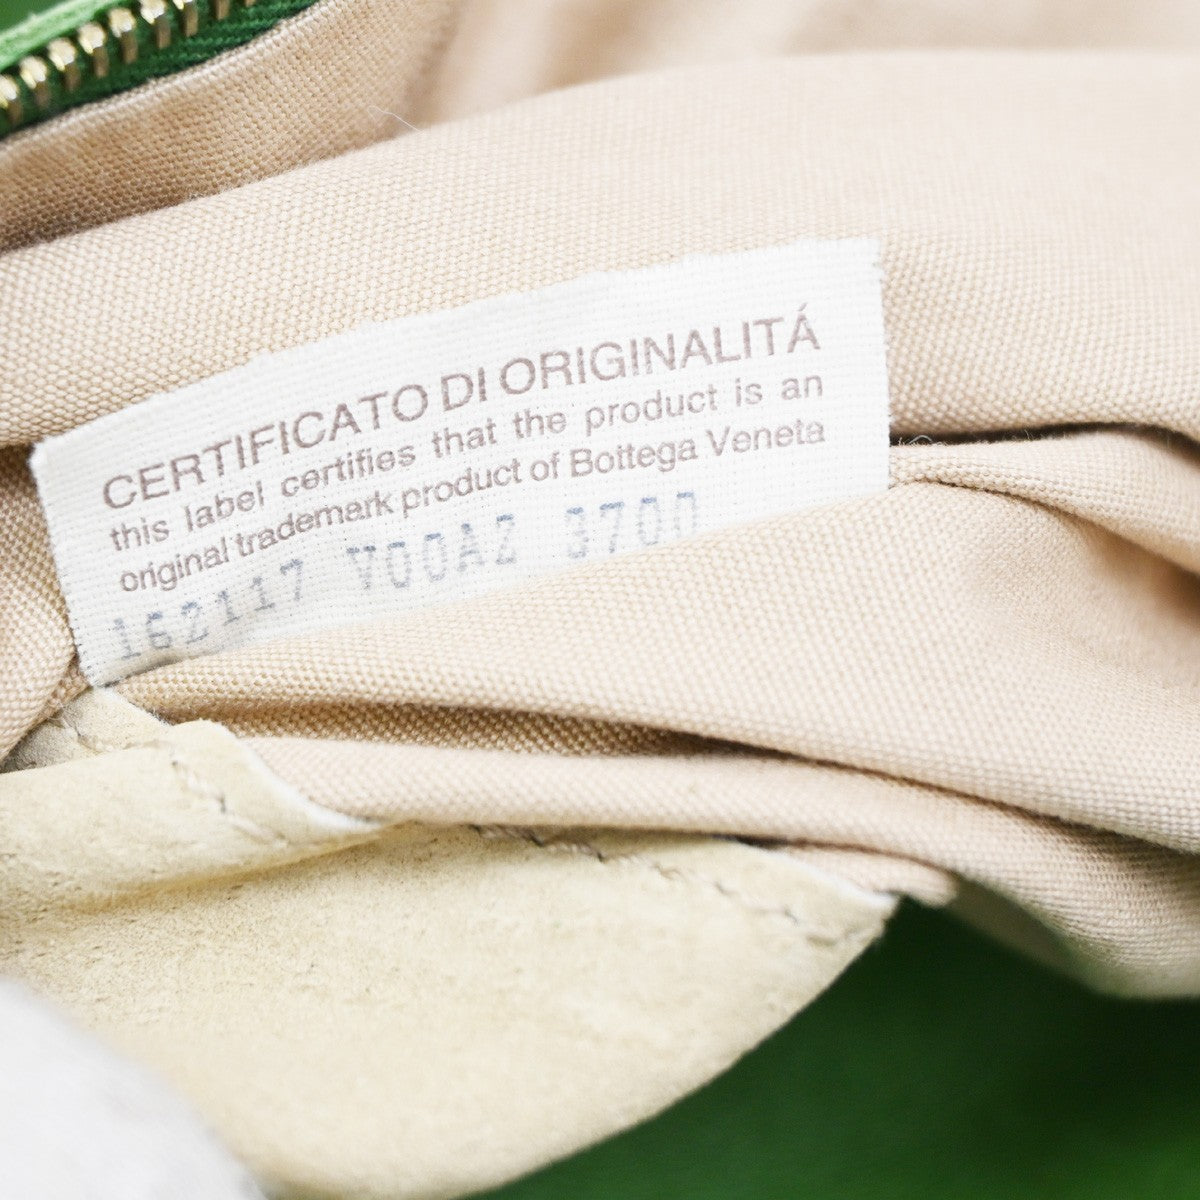 CERTIFICATO DI ORIGINALITÁ
this label certifies that the product is an
original trademark product of Bottega Veneta
162117 V00AZ 3700